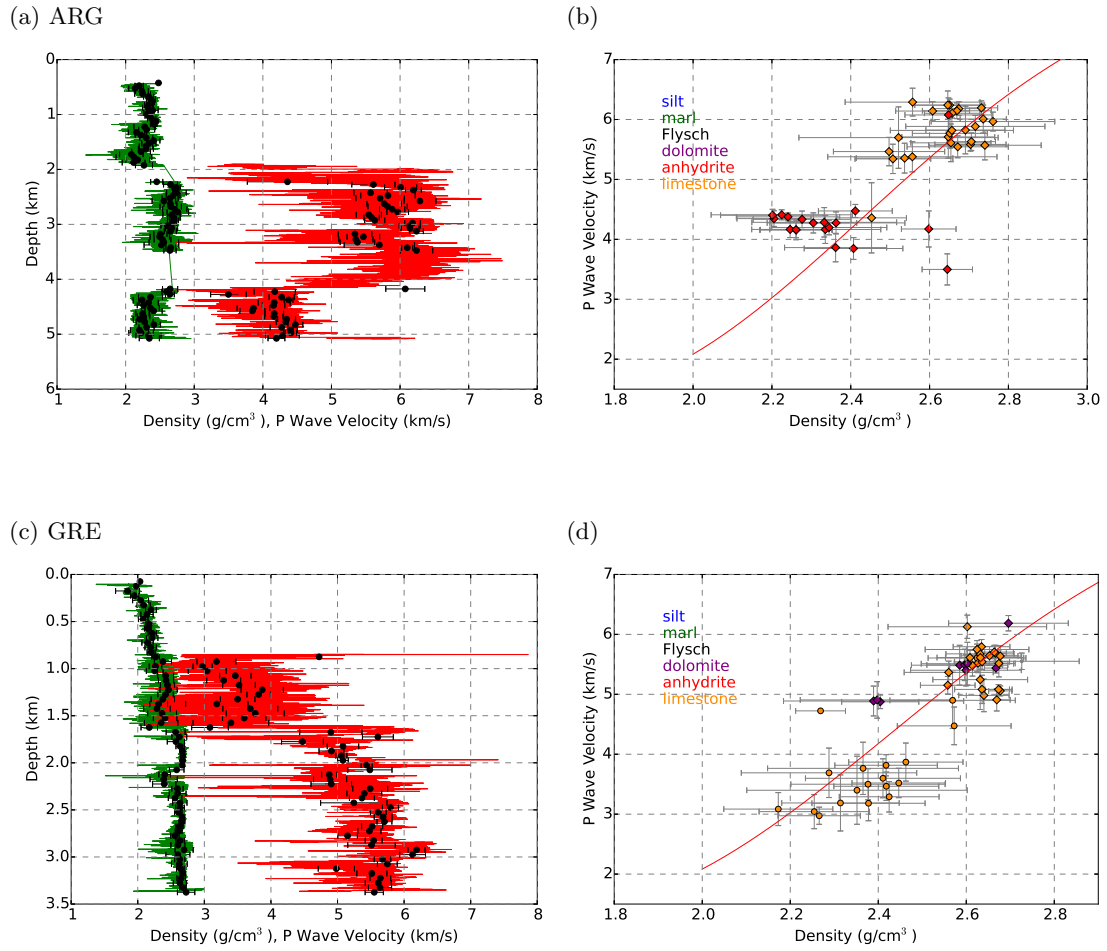 (a) ARG
(b)
0
1
2
3
4
5
6
Depth (km)
1 2 3 4 5 6 7 8
Density (g/cm³), P Wave Velocity (km/s)
7
6
5
4
3
2
P Wave Velocity (km/s)
silt
marl
Flysch
dolomite
anhydrite
limestone
1.8 2.0 2.2 2.4 2.6 2.8 3.0
Density (g/cm³)
(c) GRE
(d)
0.0
0.5
1.0
1.5
2.0
2.5
3.0
3.5
Depth (km)
1 2 3 4 5 6 7 8
Density (g/cm³), P Wave Velocity (km/s)
7
6
5
4
3
2
P Wave Velocity (km/s)
silt
marl
Flysch
dolomite
anhydrite
limestone
1.8 2.0 2.2 2.4 2.6 2.8
Density (g/cm³)